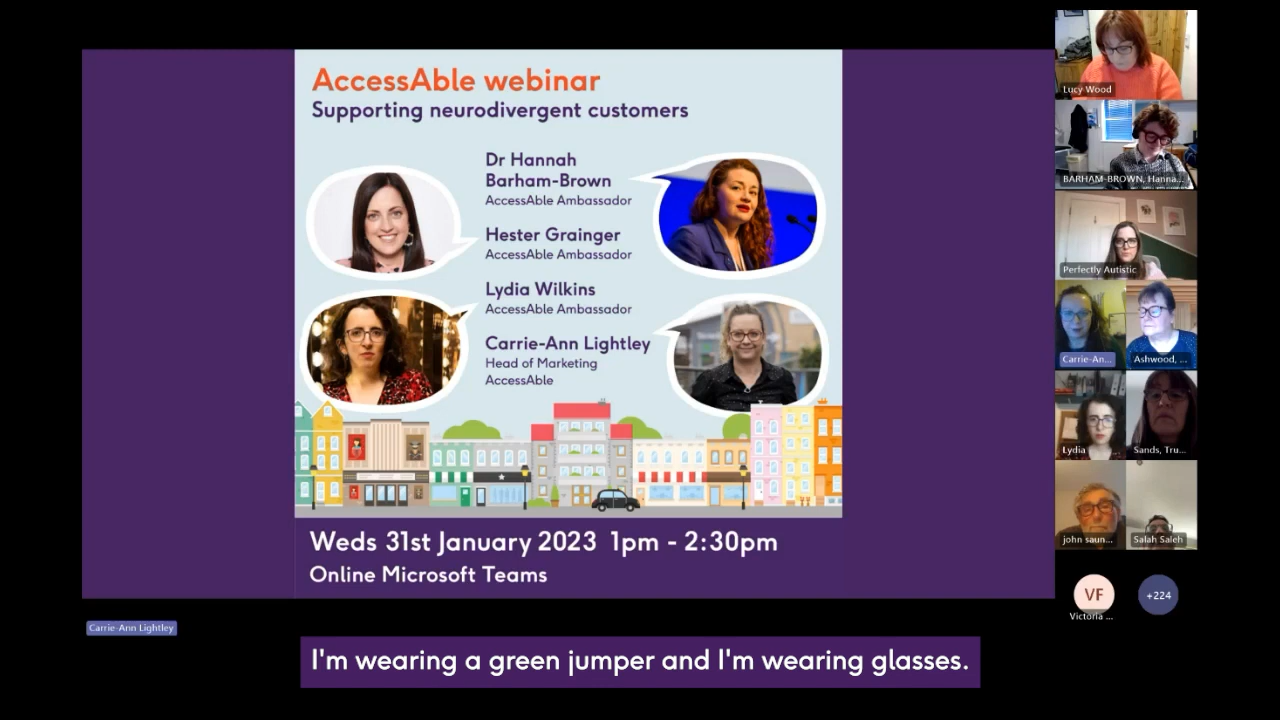 AccessAble webinar
Supporting neurodivergent customers
Dr Hannah
Barham-Brown
AccessAble Ambassador
Hester Grainger
AccessAble Ambassador
Lydia Wilkins
AccessAble Ambassador
Carrie-Ann Lightley
Head of Marketing
AccessAble
Weds 31st January 2023 1pm - 2:30pm
Online Microsoft Teams
Carrie-Ann Lightley
I'm wearing a green jumper and I'm wearing glasses.
Lucy Wood
BARHAM-BROWN, Hanna...
Perfectly Autistic
Carrie-An...
Ashwood, ...
Lydia
Sands, Tru...
john saun...
Salah Saleh
VF
+224
Victoria ...